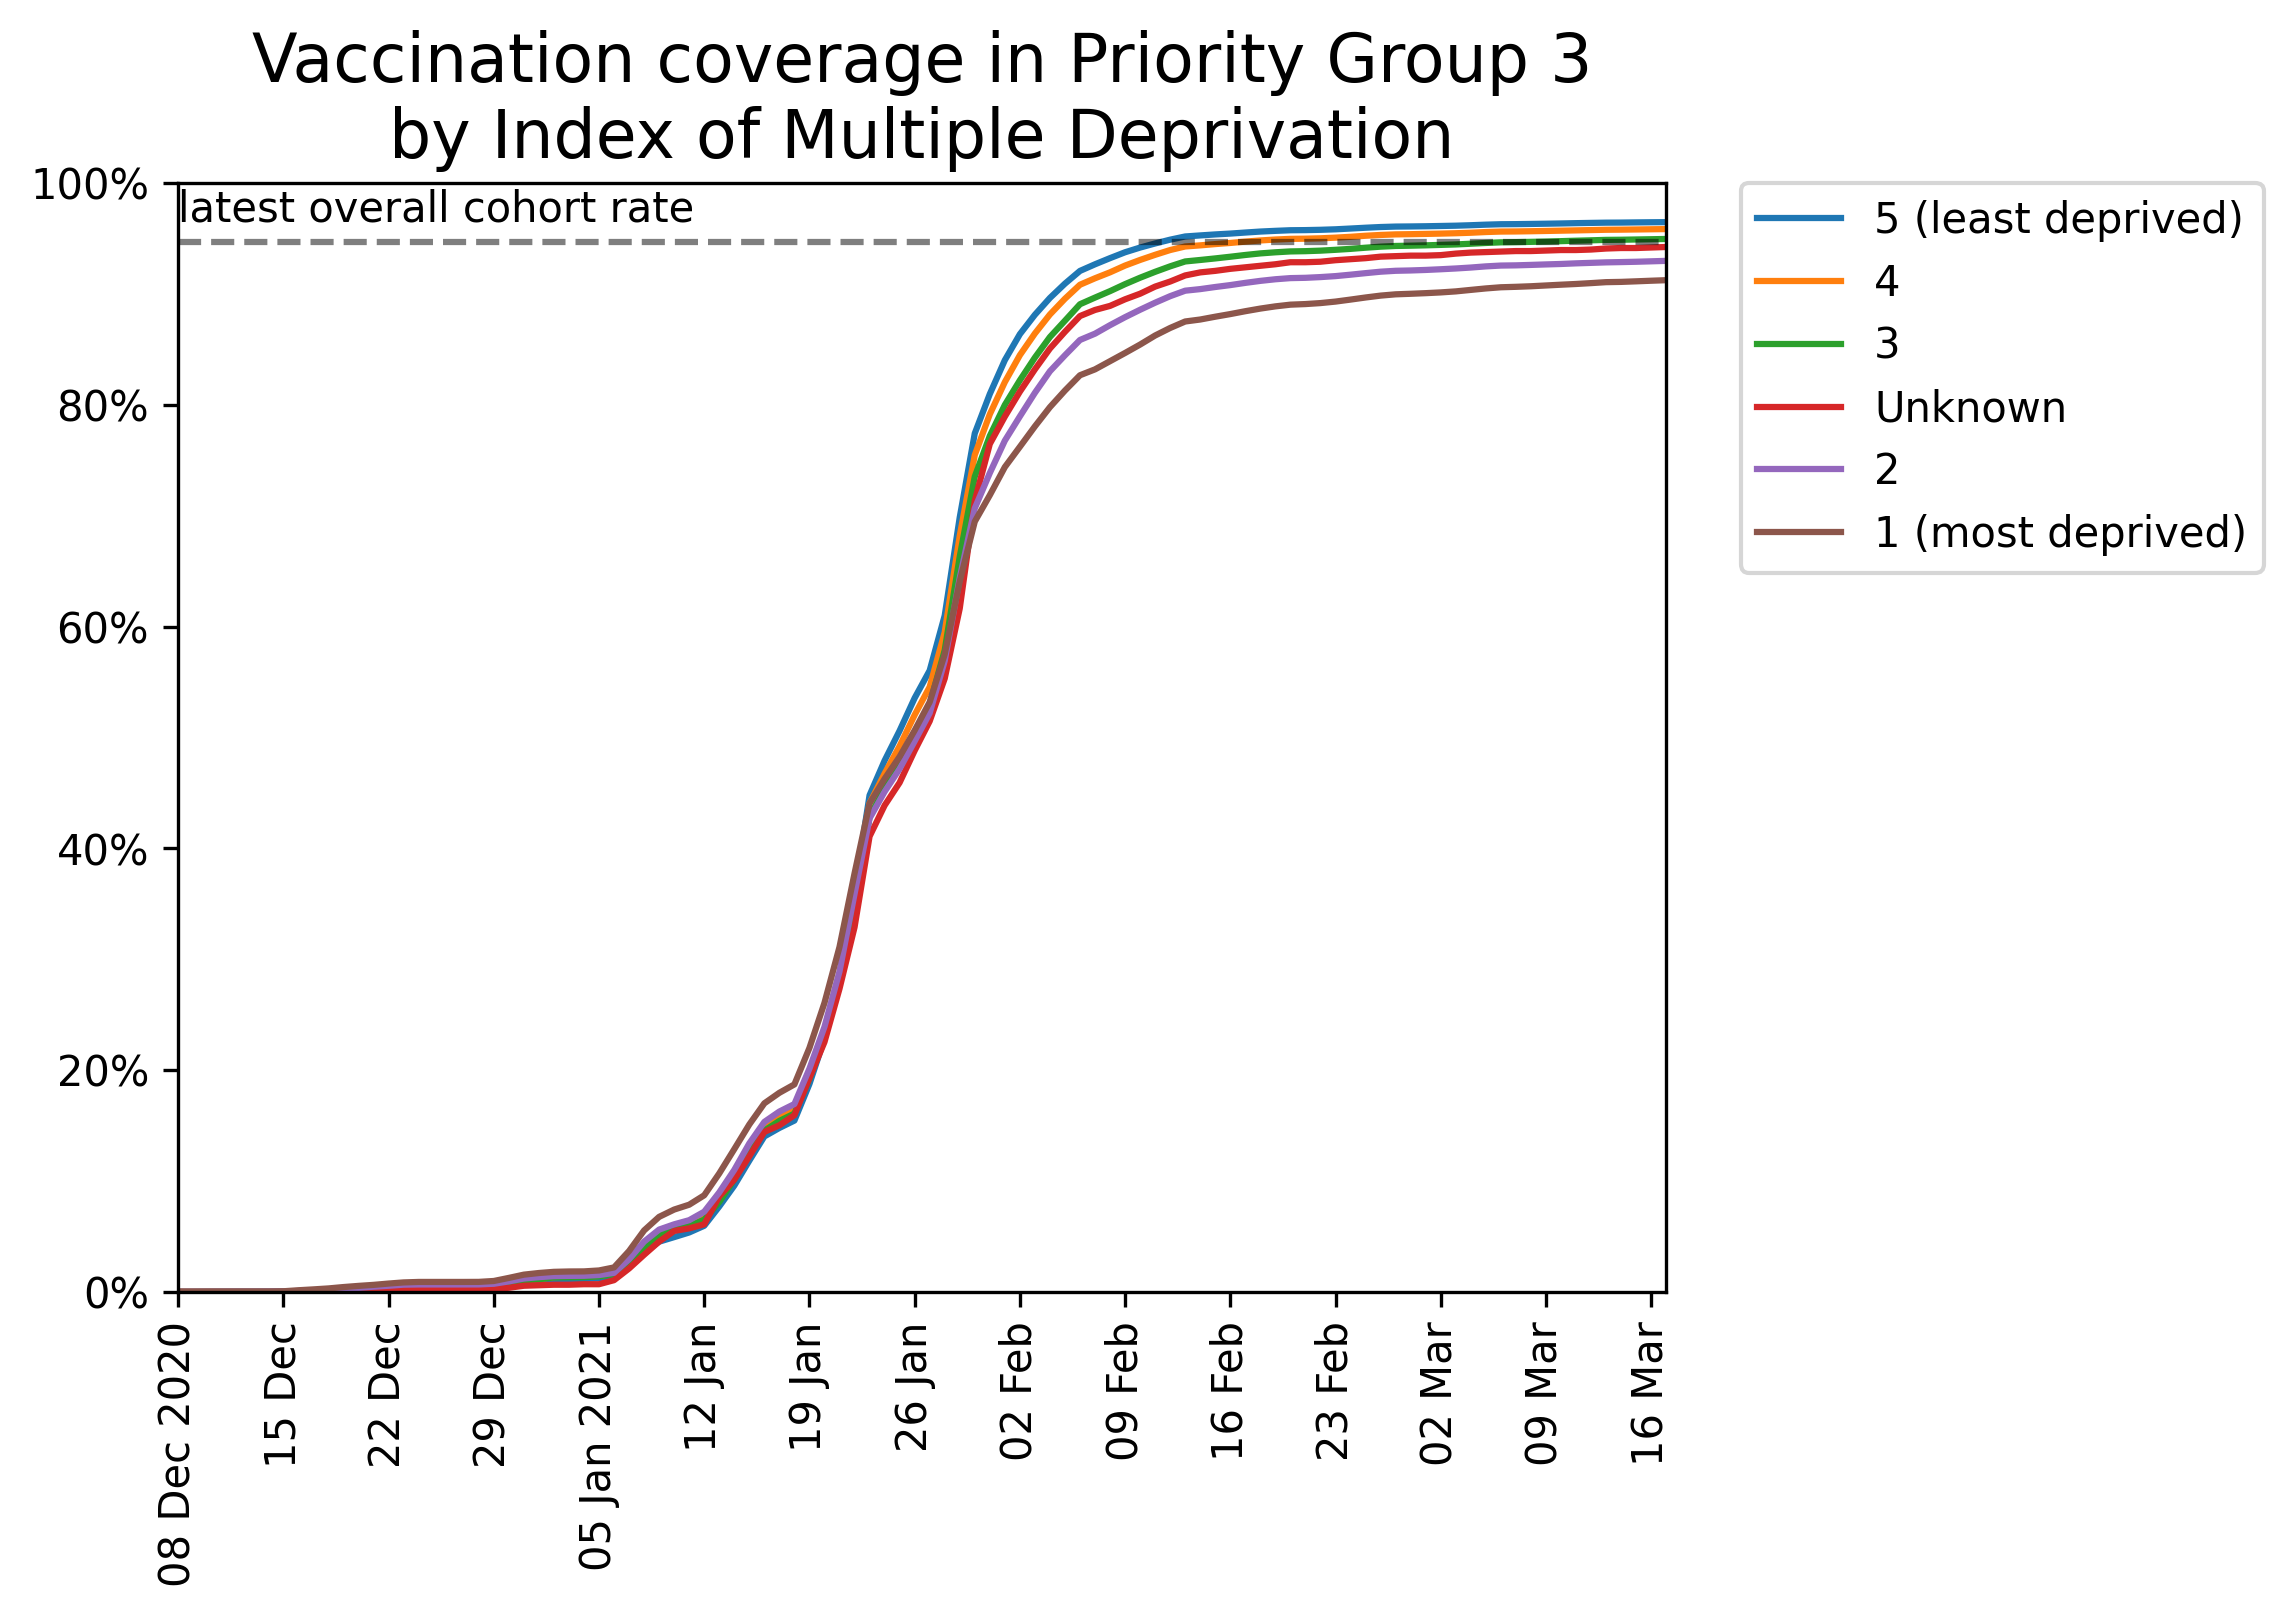 Vaccination coverage in Priority Group 3
by Index of Multiple Deprivation
100%
80%
60%
40%
20%
0%
latest overall cohort rate
08 Dec 2020
15 Dec
22 Dec
29 Dec
05 Jan 2021
12 Jan
19 Jan
26 Jan
02 Feb
09 Feb
16 Feb
23 Feb
02 Mar
09 Mar
16 Mar
5 (least deprived)
4
3
Unknown
2
1 (most deprived)